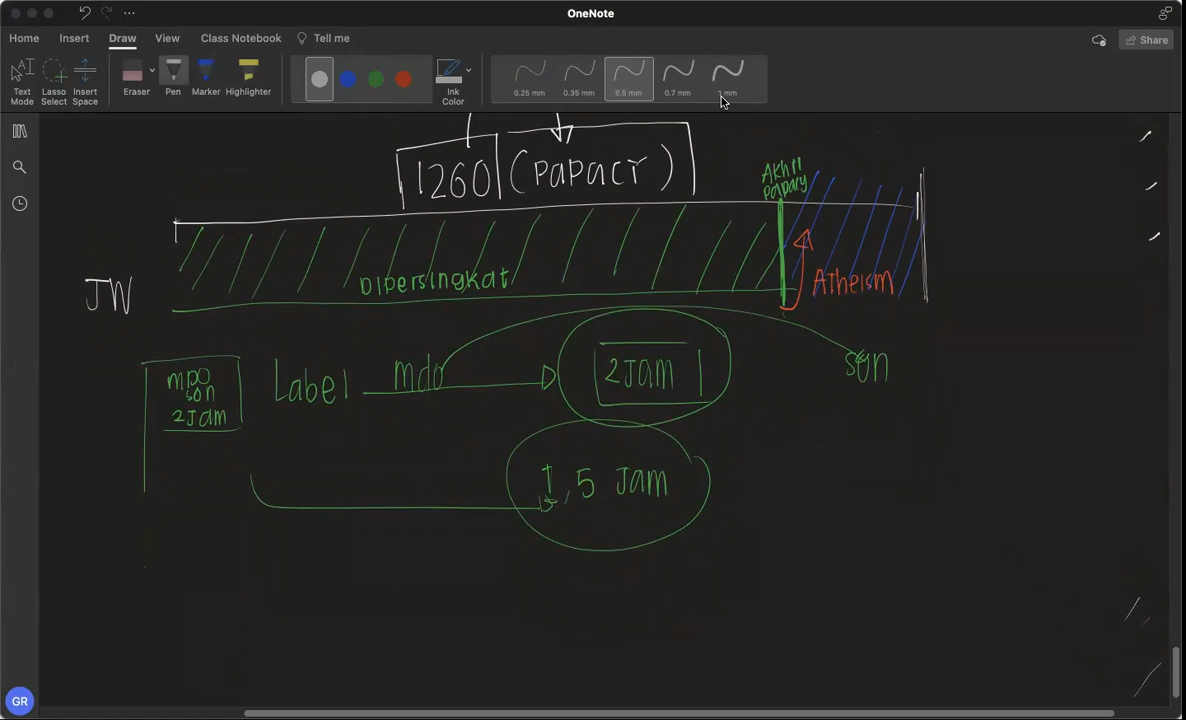 OneNote
Home Insert Draw View Class Notebook Tell me
Share
Text Mode
Lasso Select
Insert Space
Eraser
Pen
Marker
Highlighter
Ink Color
0.25 mm
0.35 mm
0.5 mm
0.7 mm
1 mm
1260 (PAPACY)
Akhir
Papacy
Dipersingkat
Atheism
JW
MDO
SON
2Jam
Label
mdo
2Jam
son
1,5 Jam
GR